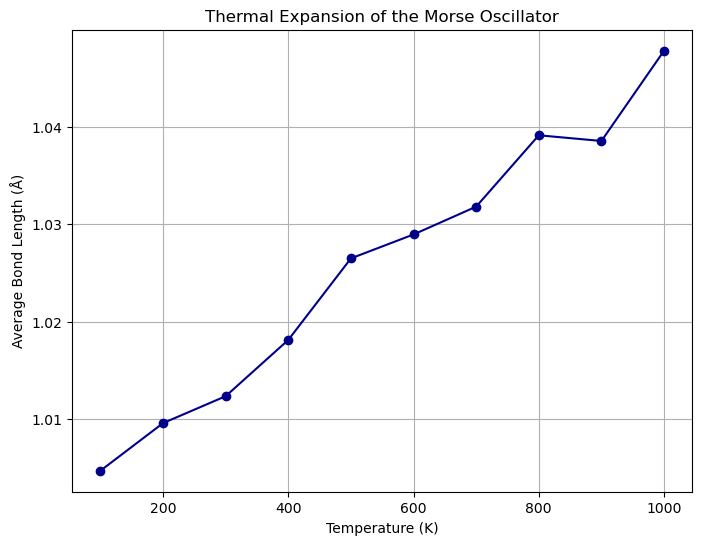 Thermal Expansion of the Morse Oscillator
Average Bond Length (Å)
1.04
1.03
1.02
1.01
200 400 600 800 1000
Temperature (K)